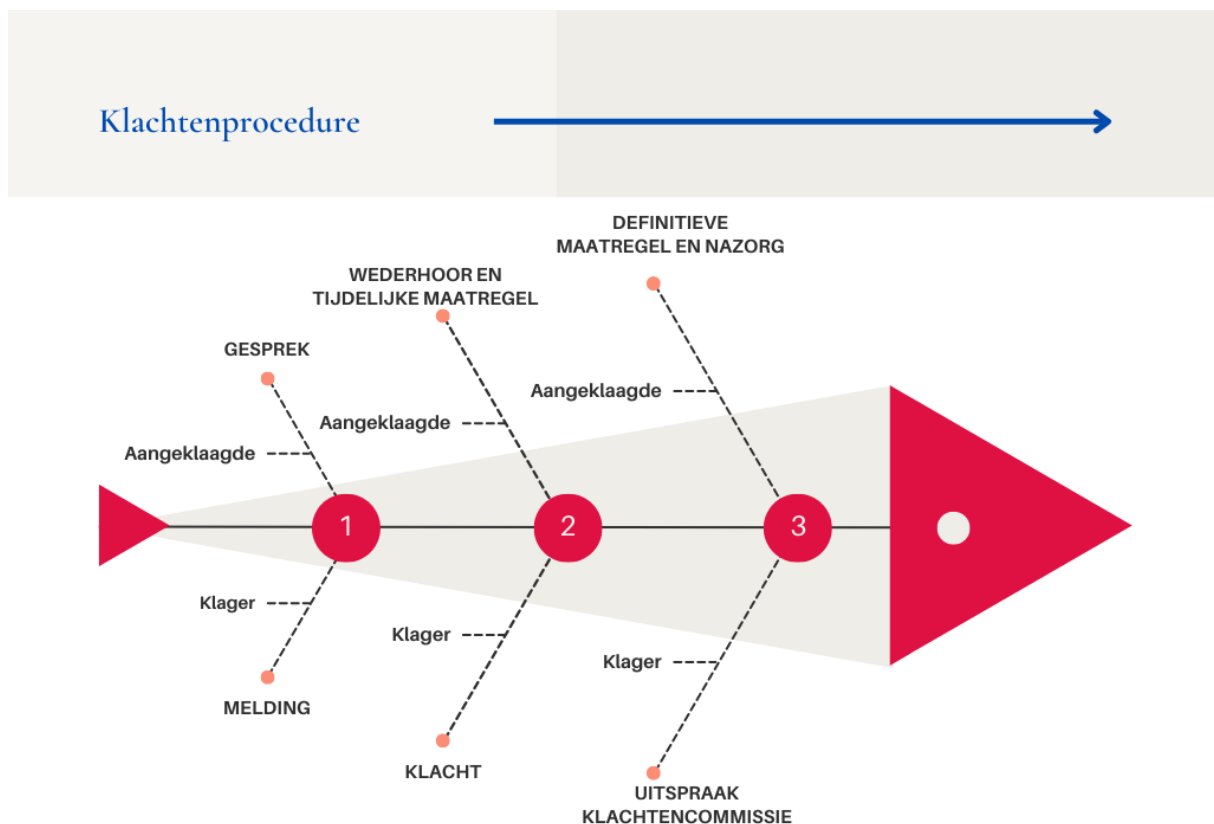 Klachtenprocedure
DEFINITIEVE
MAATREGEL EN NAZORG
WEDERHOOR EN
TIJDELIJKE MAATREGEL
GESPREK
Aangeklaagde
Aangeklaagde
Aangeklaagde
1
2
3
Klager
Klager
Klager
MELDING
KLACHT
UITSPRAAK
KLACHTENCOMMISSIE